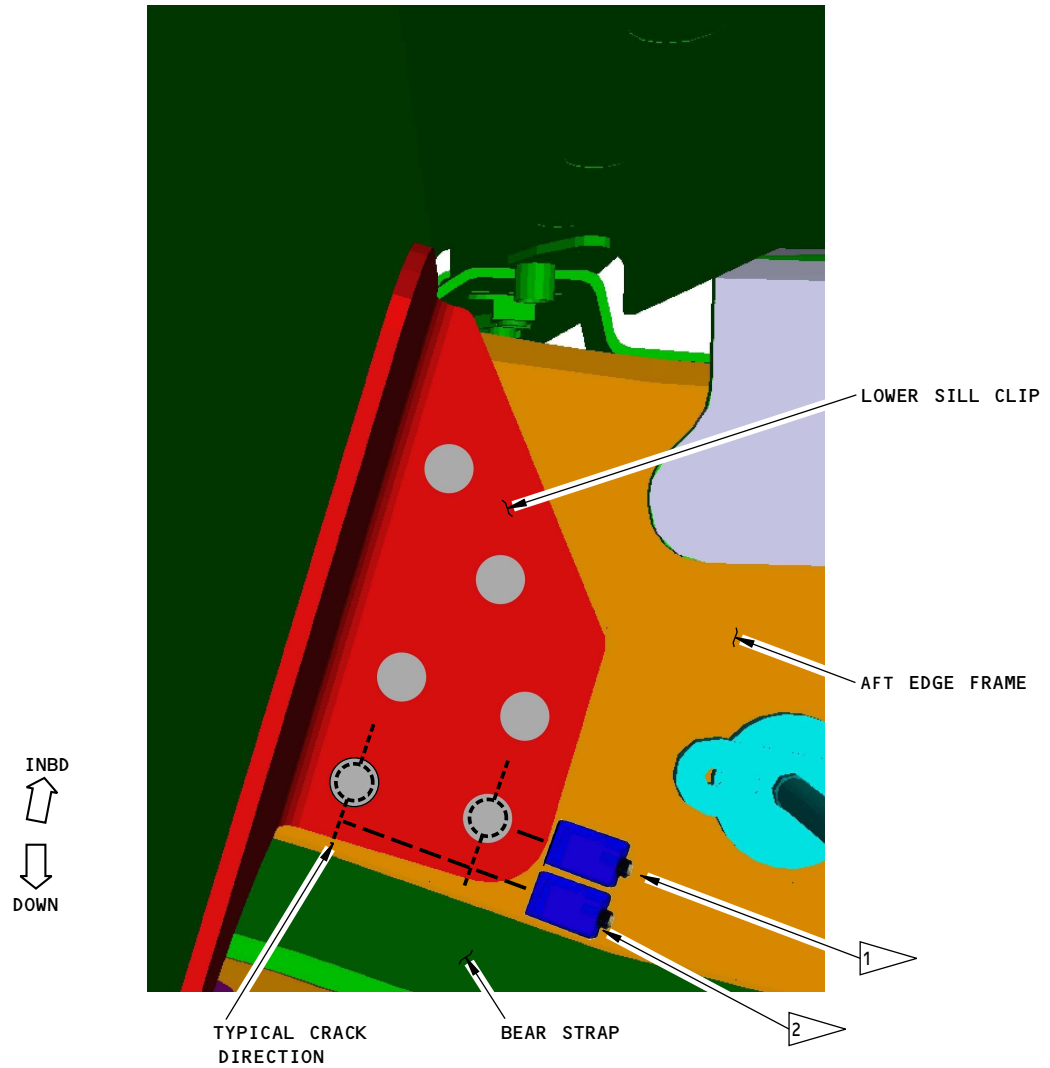 LOWER SILL CLIP
AFT EDGE FRAME
INBD
DOWN
1
2
TYPICAL CRACK
DIRECTION
BEAR STRAP